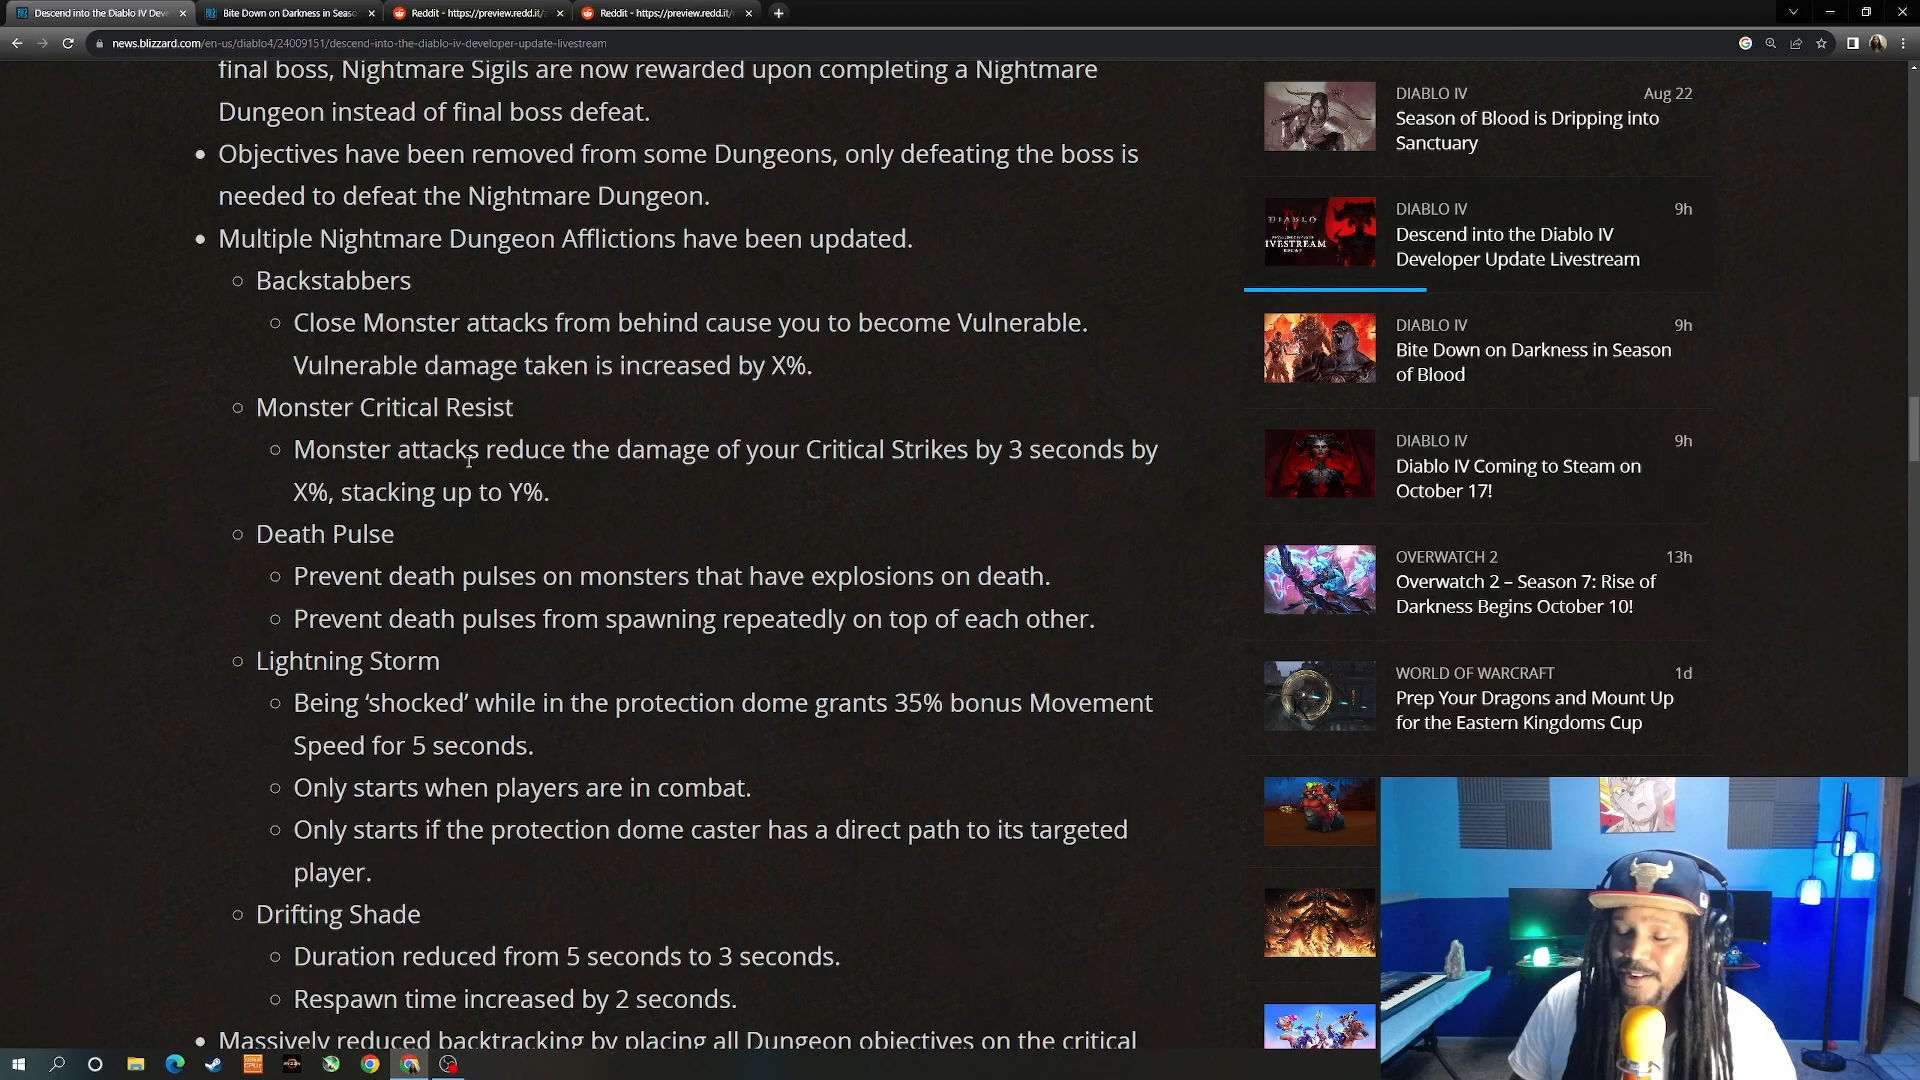 Descend into the Diablo IV Dev
Bite Down on Darkness in Seaso
Reddit - https://preview.redd.it/
Reddit - https://preview.redd.it/
news.blizzard.com/en-us/diablo4/24009151/descend-into-the-diablo-iv-developer-update-livestream
final boss, Nightmare Sigils are now rewarded upon completing a Nightmare
Dungeon instead of final boss defeat.
Objectives have been removed from some Dungeons, only defeating the boss is
needed to defeat the Nightmare Dungeon.
Multiple Nightmare Dungeon Afflictions have been updated.
Backstabbers
Close Monster attacks from behind cause you to become Vulnerable.
Vulnerable damage taken is increased by X%.
Monster Critical Resist
Monster attacks reduce the damage of your Critical Strikes by 3 seconds by
X%, stacking up to Y%.
Death Pulse
Prevent death pulses on monsters that have explosions on death.
Prevent death pulses from spawning repeatedly on top of each other.
Lightning Storm
Being ‘shocked’ while in the protection dome grants 35% bonus Movement
Speed for 5 seconds.
Only starts when players are in combat.
Only starts if the protection dome caster has a direct path to its targeted
player.
Drifting Shade
Duration reduced from 5 seconds to 3 seconds.
Respawn time increased by 2 seconds.
Massively reduced backtracking by placing all Dungeon objectives on the critical
DIABLO IV Aug 22
Season of Blood is Dripping into
Sanctuary
DIABLO
IVESTREAM
DIABLO IV 9h
Descend into the Diablo IV
Developer Update Livestream
DIABLO IV 9h
Bite Down on Darkness in Season
of Blood
DIABLO IV 9h
Diablo IV Coming to Steam on
October 17!
OVERWATCH 2 13h
Overwatch 2 – Season 7: Rise of
Darkness Begins October 10!
WORLD OF WARCRAFT 1d
Prep Your Dragons and Mount Up
for the Eastern Kingdoms Cup